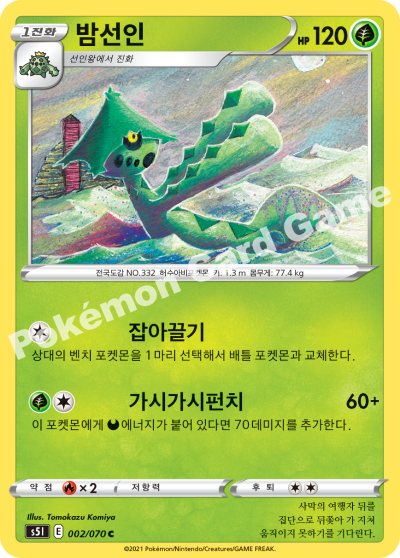 1진화
밤선인
HP 120
선인왕에서 진화
전국도감 NO.332 허수아비포켓몬 키: 1.3 m 몸무게: 77.4 kg
Pokémon Card Game
잡아끌기
상대의 벤치 포켓몬을 1마리 선택해서 배틀 포켓몬과 교체한다.
가시가시펀치 60+
이 포켓몬에게 에너지가 붙어 있다면 70데미지를 추가한다.
약점 ×2 저항력 후퇴
Illus. Tomokazu Komiya
s5I E 002/070 C
사막의 여행자 뒤를
집단으로 뒤쫓아 가 지쳐
움직이지 못하기를 기다린다.
©2021 Pokémon/Nintendo/Creatures/GAME FREAK.